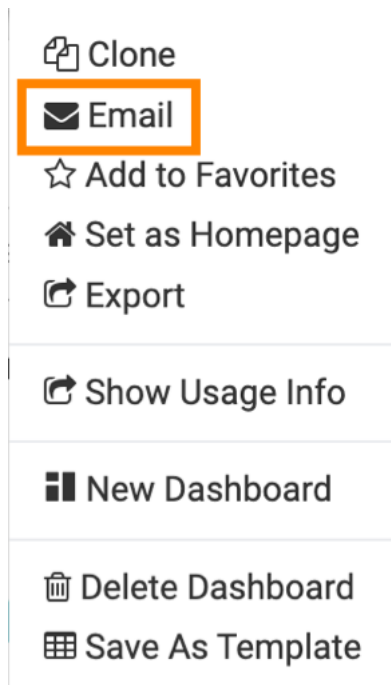 Clone
Email
Add to Favorites
Set as Homepage
Export
Show Usage Info
New Dashboard
Delete Dashboard
Save As Template